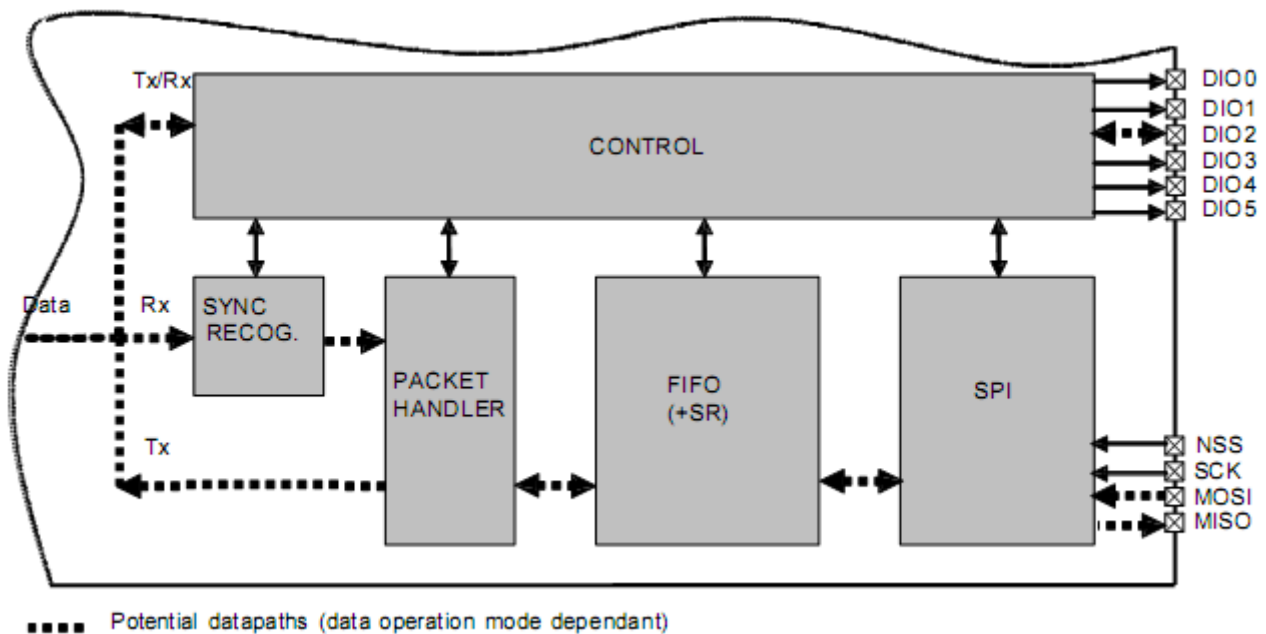 Tx/Rx
CONTROL
DIO0
DIO1
DIO2
DIO3
DIO4
DIO5
Data
Rx
SYNC
RECOG.
PACKET
HANDLER
FIFO
(+SR)
SPI
Tx
NSS
SCK
MOSI
MISO
Potential datapaths (data operation mode dependant)